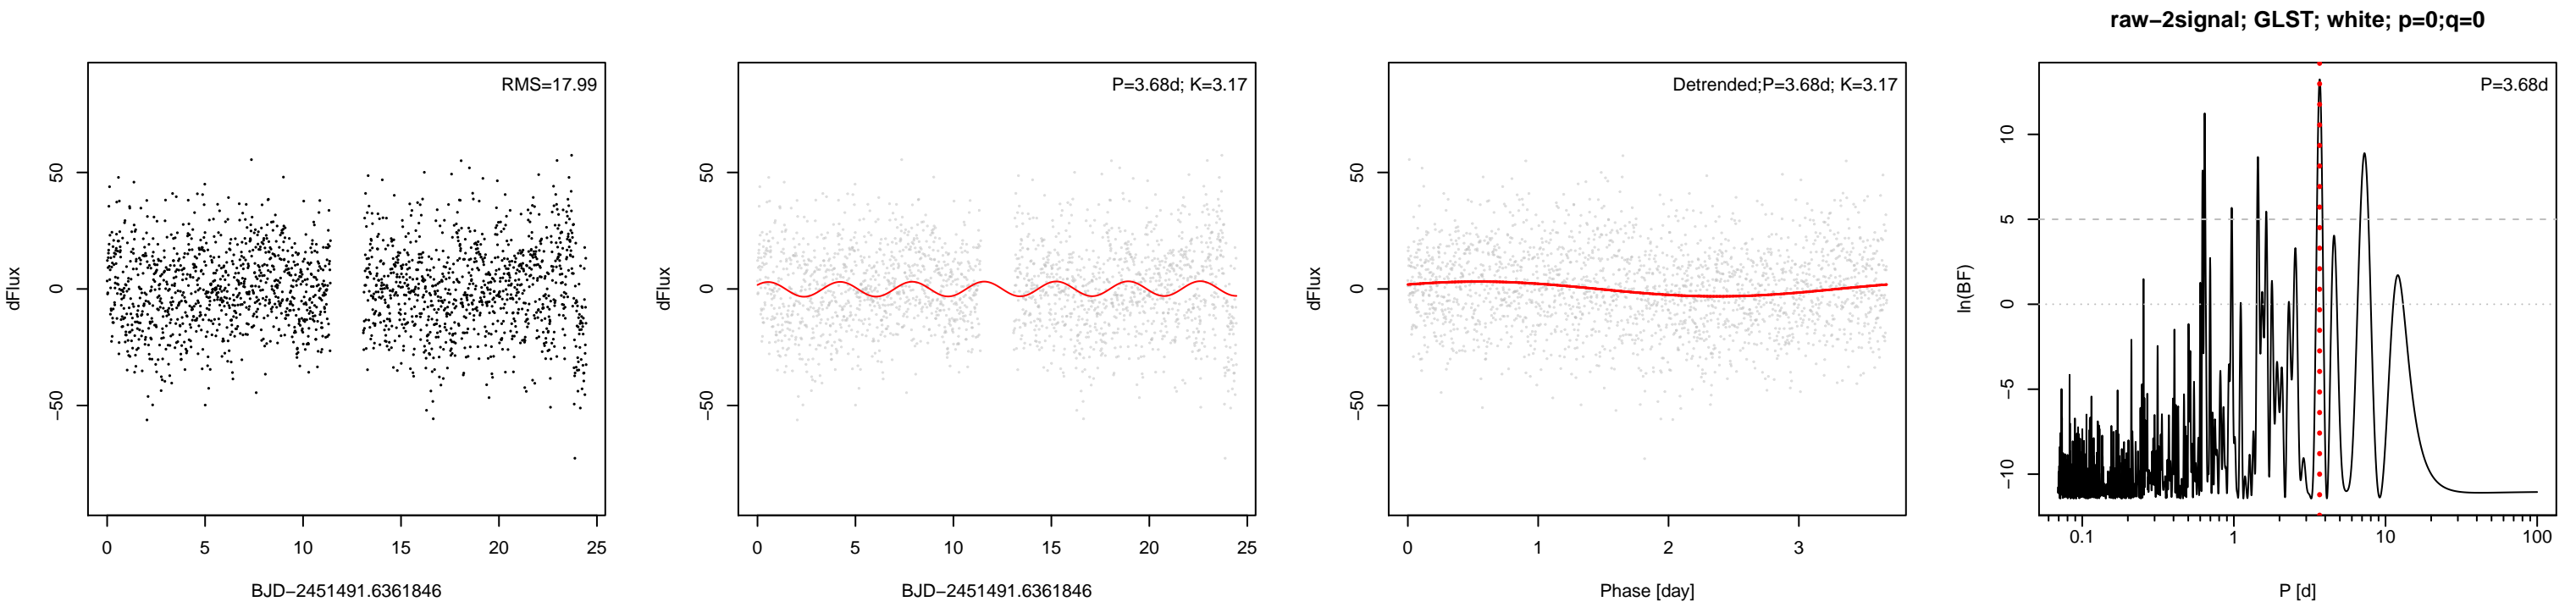 raw−2signal; GLST; white; p=0;q=0
RMS=17.99
50
0
−50
dFlux
0 5 10 15 20 25
BJD−2451491.6361846
P=3.68d; K=3.17
50
0
−50
dFlux
0 5 10 15 20 25
BJD−2451491.6361846
Detrended;P=3.68d; K=3.17
50
0
−50
dFlux
0 1 2 3
Phase [day]
P=3.68d
10
5
0
−5
−10
ln(BF)
0.1 1 10 100
P [d]